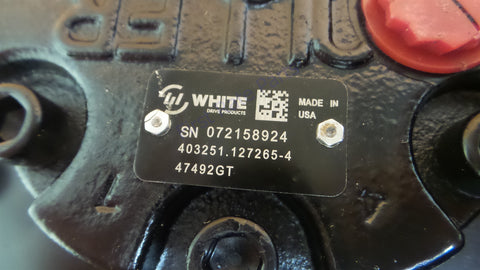 WHITE
DRIVE PRODUCTS
MADE IN
USA
SN 072158924
403251.127265-4
47492GT